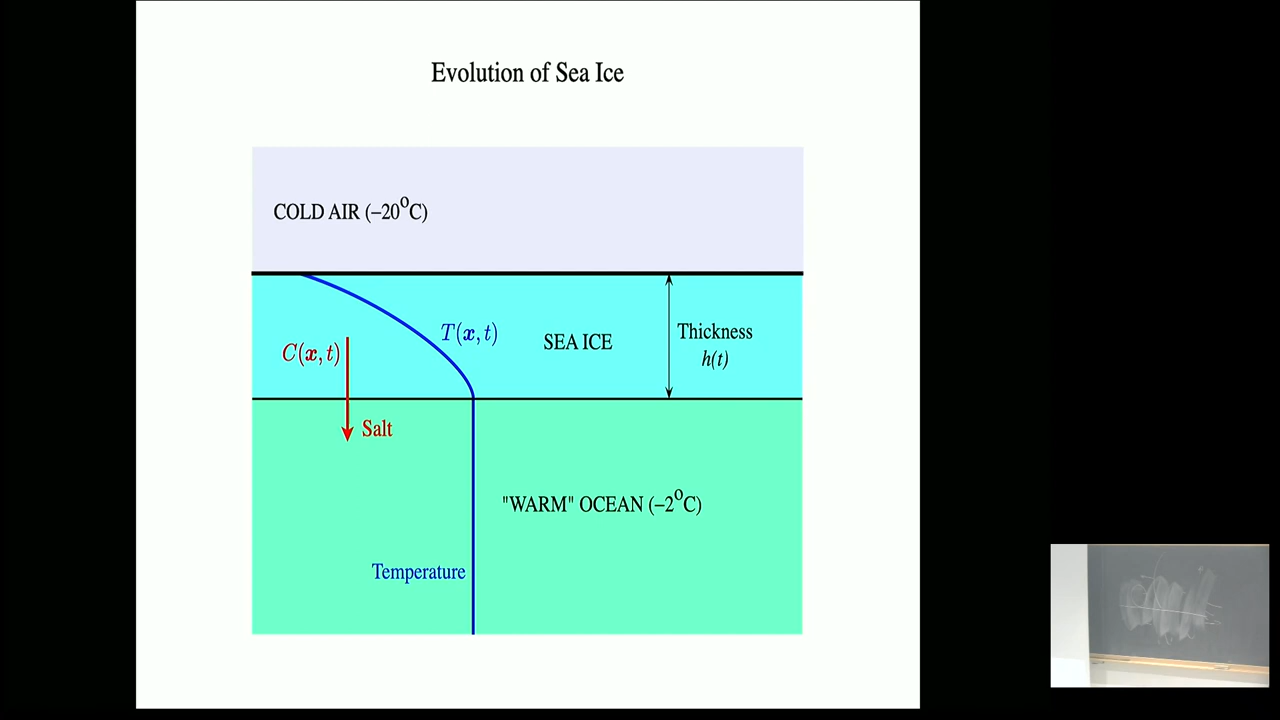 Evolution of Sea Ice
COLD AIR (–20°C)
T(x,t)
SEA ICE
Thickness
h(t)
C(x,t)
Salt
"WARM" OCEAN (–2°C)
Temperature